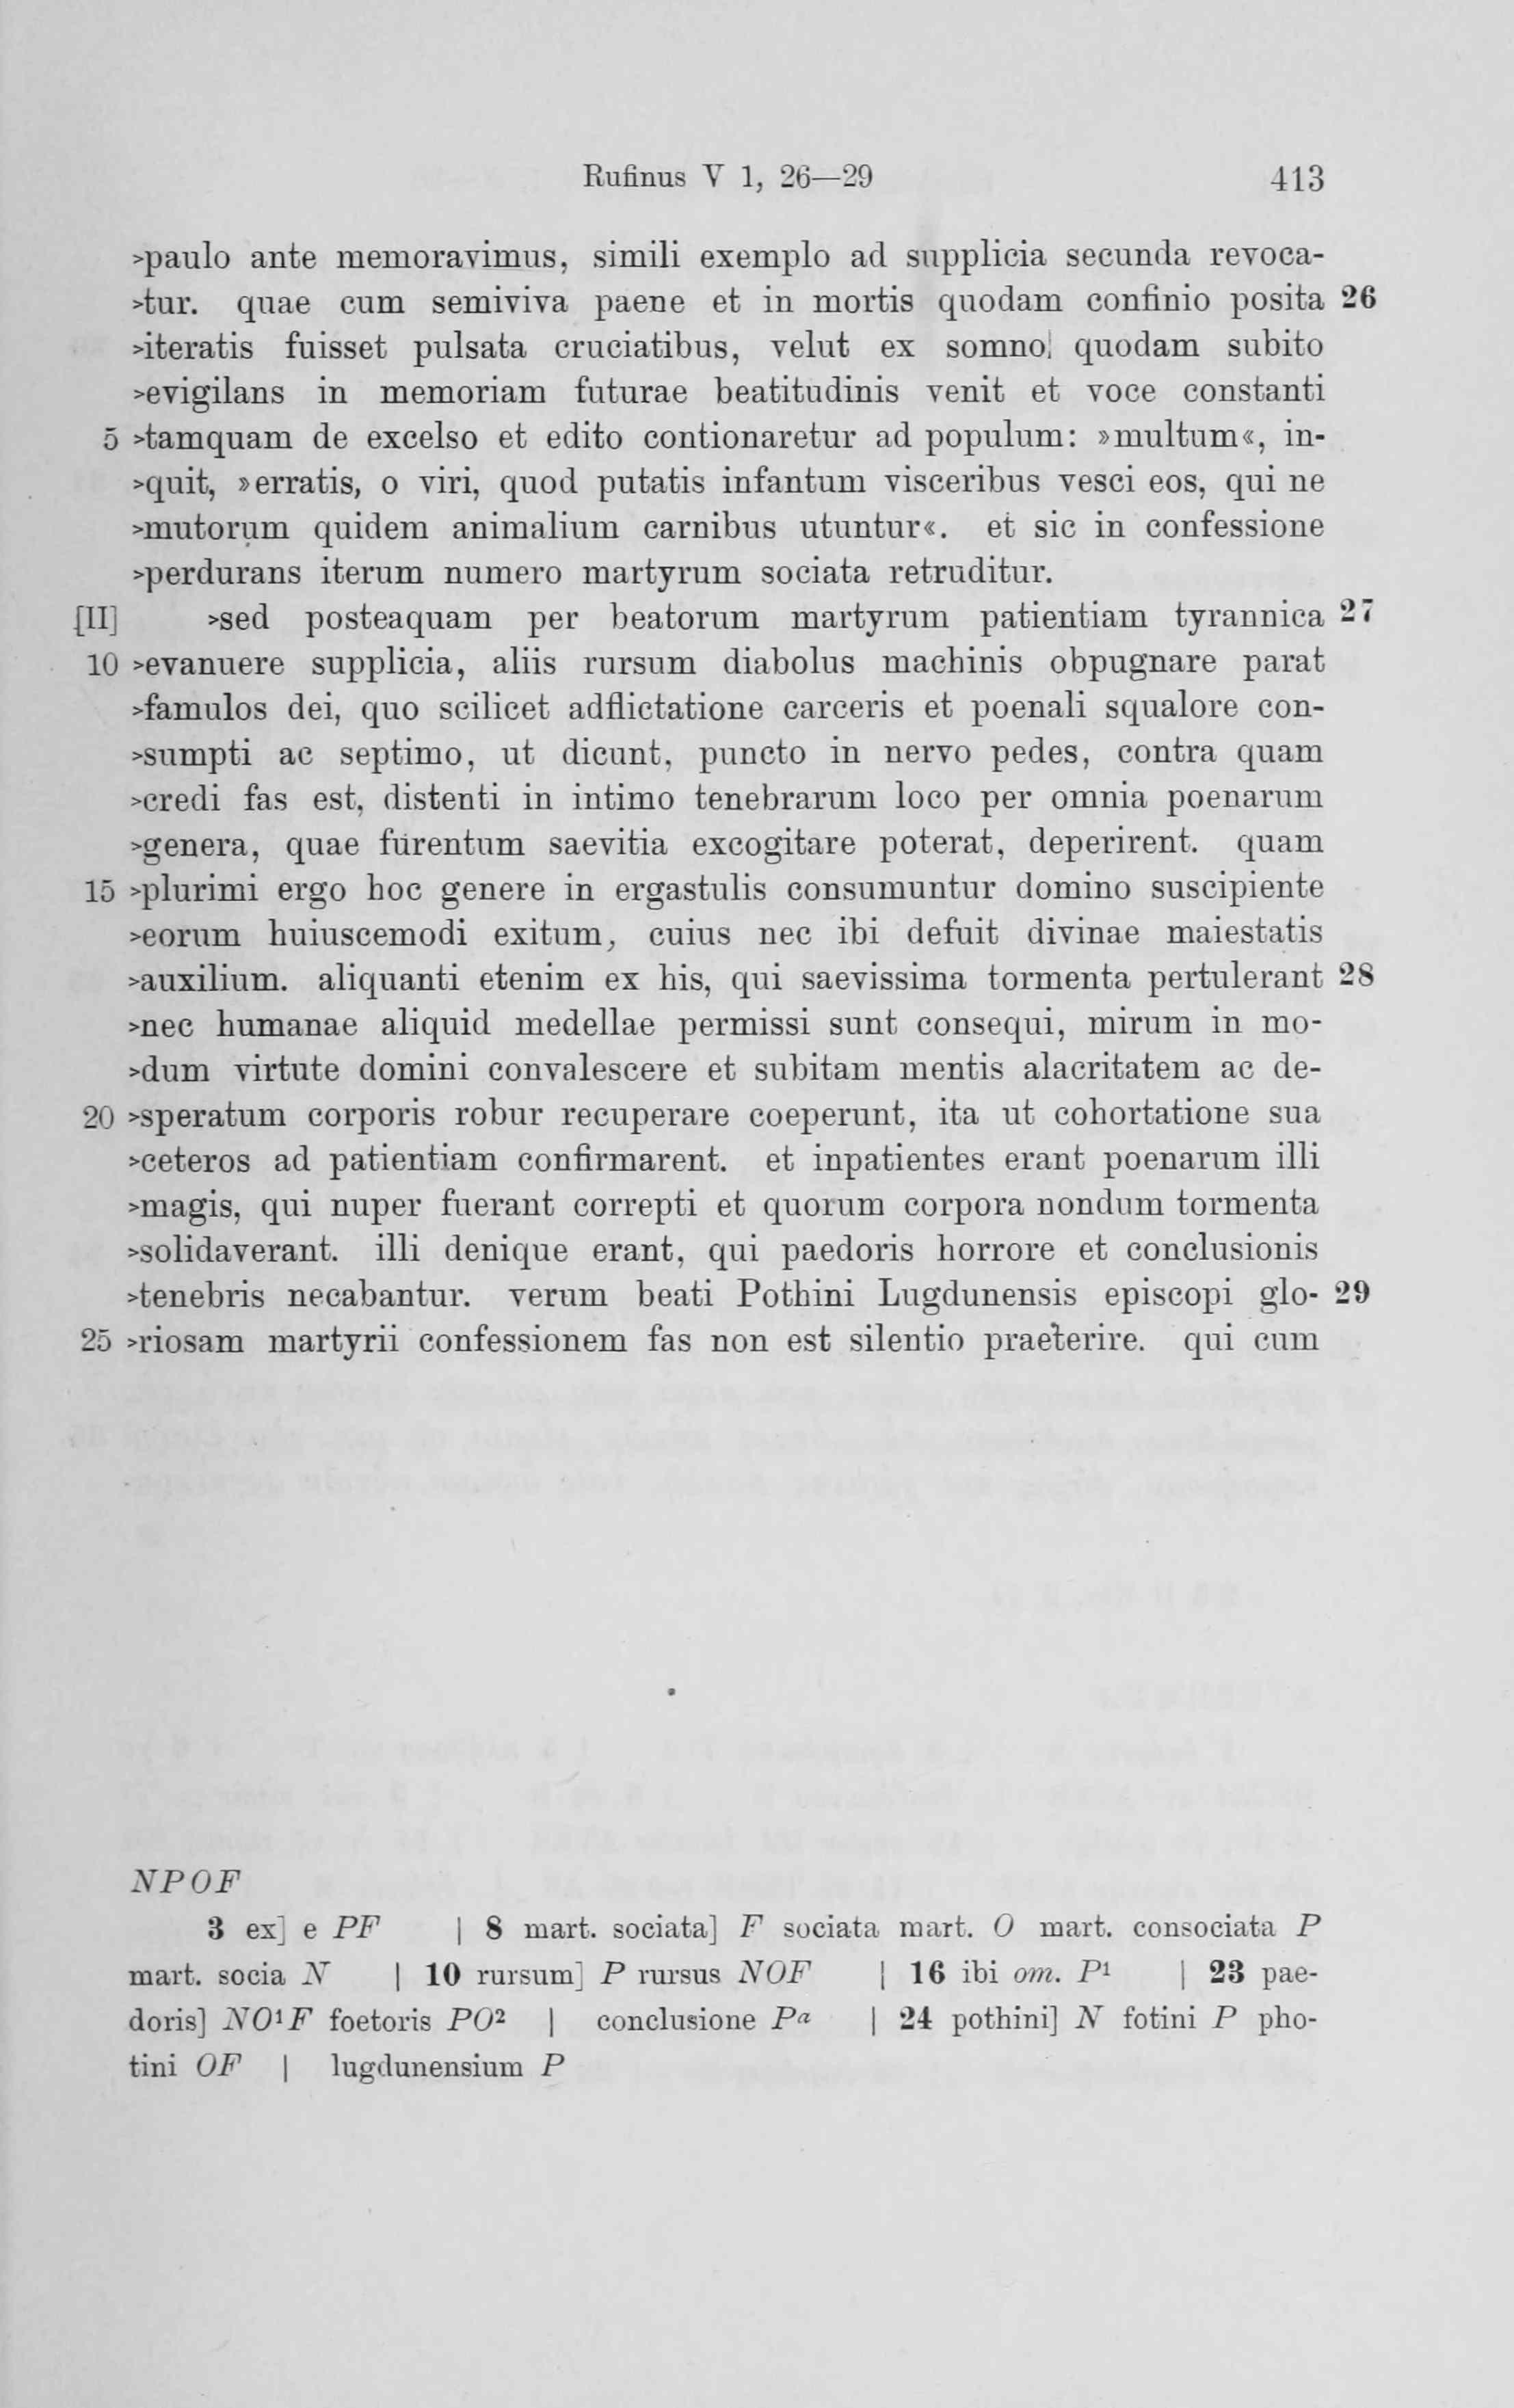 Rufinus V 1, 26—29 413
>paulo ante memoravimus, simili exemplo ad supplicia secunda revoca-
>tur. quae cum semiviva paene et in mortis quodam confinio posita 26
>iteratis fuisset pulsata cruciatibus, velut ex somno quodam subito
>evigilans in memoriam futurae beatitudinis venit et voce constanti
5 >tamquam de excelso et edito contionaretur ad populum: »multum«, in-
>quit, »erratis, o viri, quod putatis infantum visceribus vesci eos, qui ne
>mutorum quidem animalium carnibus utuntur«. et sic in confessione
>perdurans iterum numero martyrum sociata retruditur.
[II] >sed posteaquam per beatorum martyrum patientiam tyrannica 27
10 >evanuere supplicia, aliis rursum diabolus machinis obpugnare parat
>famulos dei, quo scilicet adflictatione carceris et poenali squalore con-
>sumpti ac septimo, ut dicunt, puncto in nervo pedes, contra quam
>credi fas est, distenti in intimo tenebrarum loco per omnia poenarum
>genera, quae furentum saevitia excogitare poterat, deperirent. quam
15 >plurimi ergo hoc genere in ergastulis consumuntur domino suscipiente
>eorum huiuscemodi exitum, cuius nec ibi defuit divinae maiestatis
>auxilium. aliquanti etenim ex his, qui saevissima tormenta pertulerant 28
>nec humanae aliquid medellae permissi sunt consequi, mirum in mo-
>dum virtute domini convalescere et subitam mentis alacritatem ac de-
20 >speratum corporis robur recuperare coeperunt, ita ut cohortatione sua
>ceteros ad patientiam confirmarent. et inpatientes erant poenarum illi
>magis, qui nuper fuerant correpti et quorum corpora nondum tormenta
>solidaverant. illi denique erant, qui paedoris horrore et conclusionis
>tenebris necabantur. verum beati Pothini Lugdunensis episcopi glo- 29
25 >riosam martyrii confessionem fas non est silentio praeterire. qui cum
NPOF
3 ex] e PF | 8 mart. sociata] F sociata mart. O mart. consociata P
mart. socia N | 10 rursum] P rursus NOF | 16 ibi om. P¹ | 23 pae-
doris] NO¹F foetoris PO² | conclusione Pᵃ | 24 pothini] N fotini P pho-
tini OF | lugdunensium P